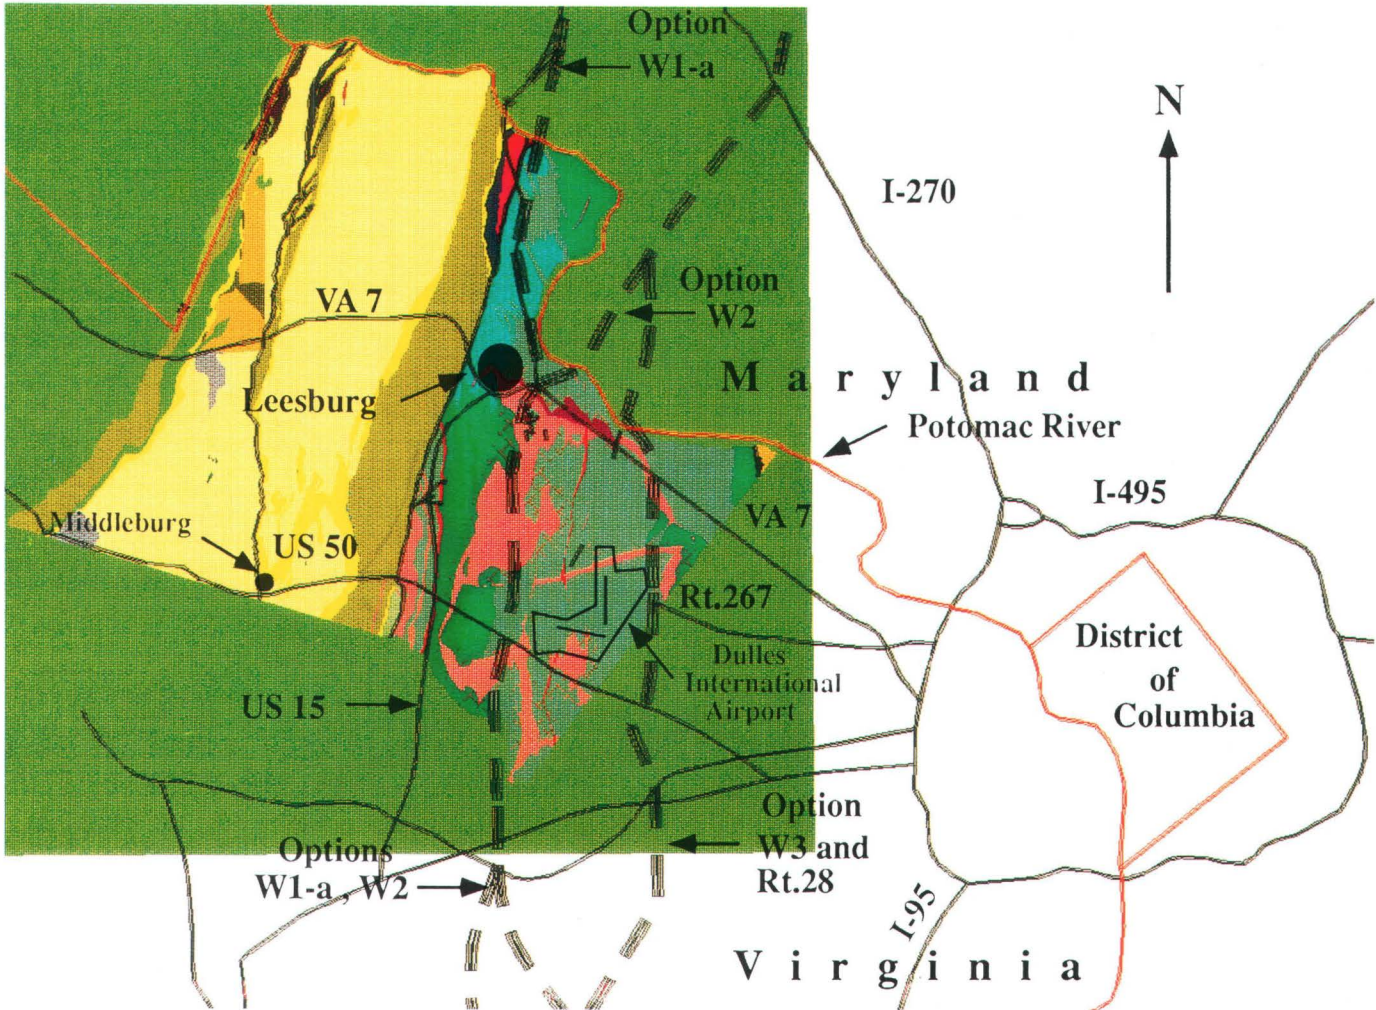 Option
W1-a
N
I-270
Option
W2
VA 7
Maryland
Leesburg
Potomac River
I-495
Middleburg
US 50
VA 7
Rt.267
District
of
Columbia
Dulles
International
Airport
US 15
Option
W3 and
Rt.28
Options
W1-a, W2
I-95
Virginia